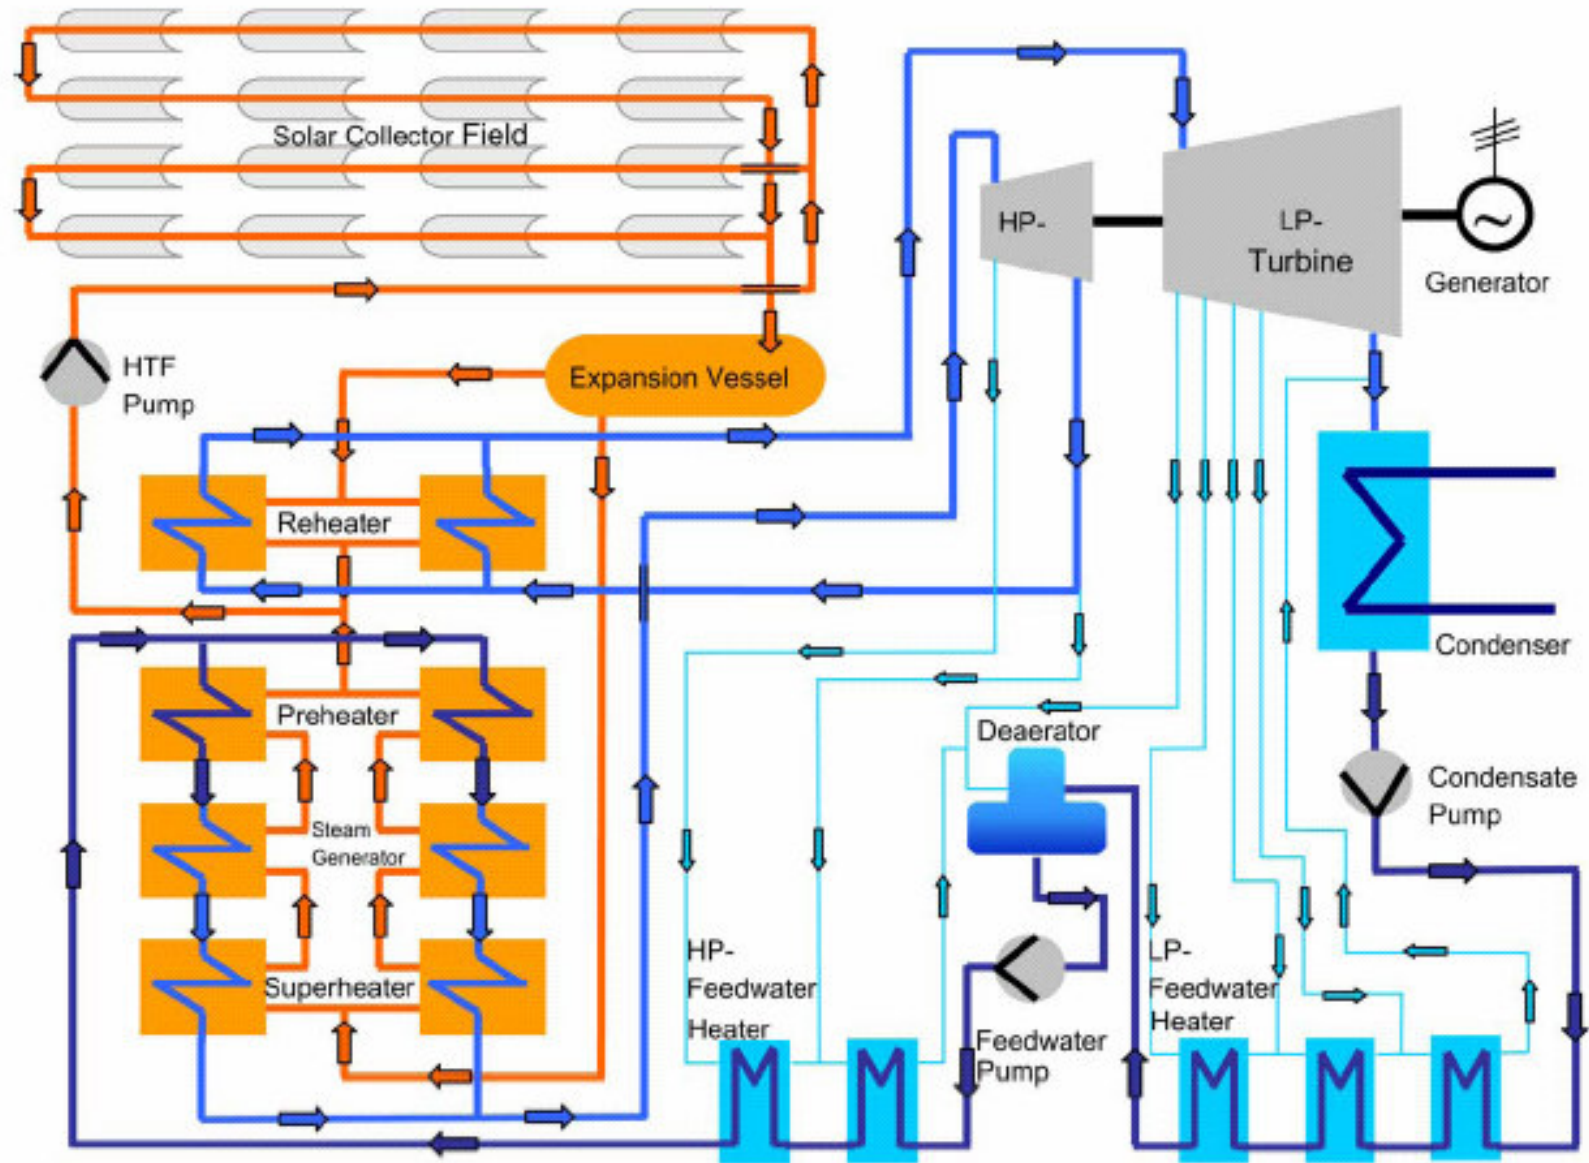 Solar Collector Field
HP-
LP-
Turbine
Generator
HTF
Pump
Expansion Vessel
Reheater
Condenser
Preheater
Deaerator
Condensate
Pump
Steam
Generator
HP-
Feedwater
Heater
LP-
Feedwater
Heater
Superheater
Feedwater
Pump